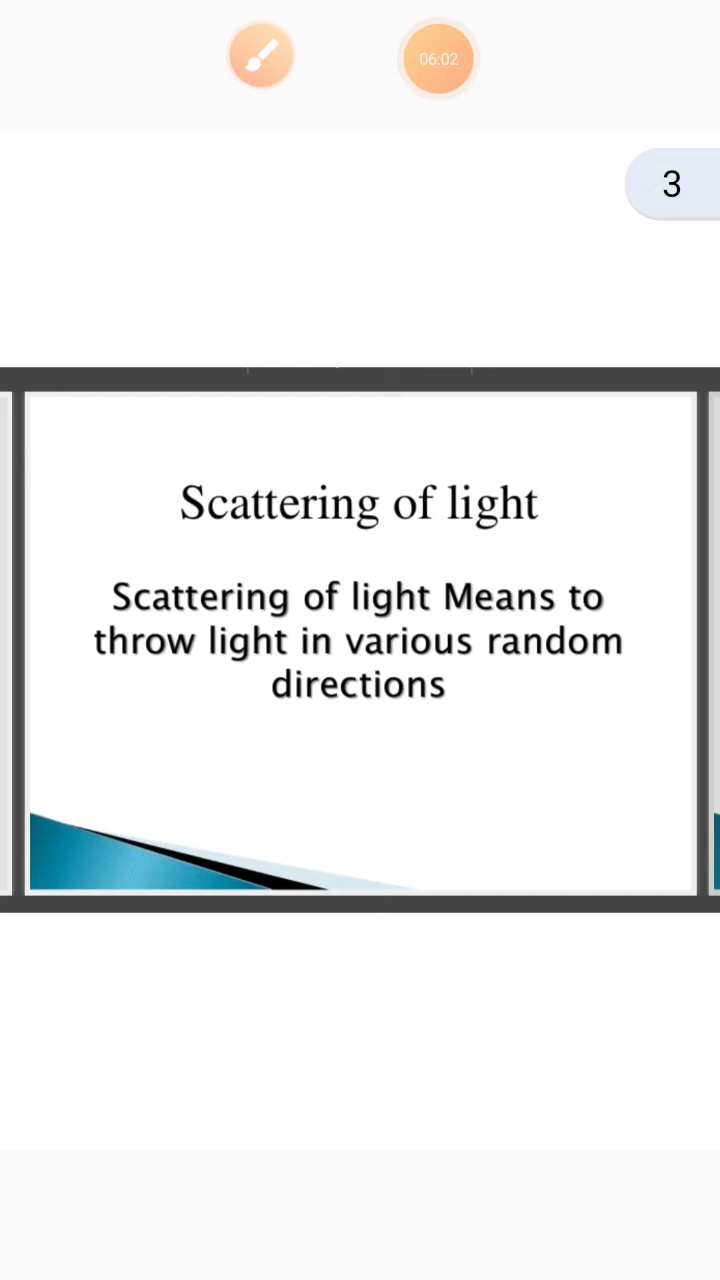 06:02
3
Scattering of light
Scattering of light Means to
throw light in various random
directions